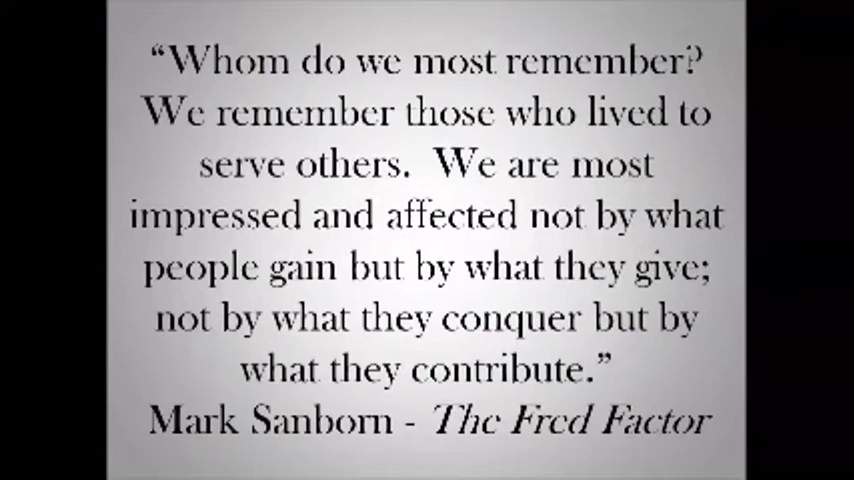 “Whom do we most remember?
We remember those who lived to
serve others.  We are most
impressed and affected not by what
people gain but by what they give;
not by what they conquer but by
what they contribute.”
Mark Sanborn - The Fred Factor